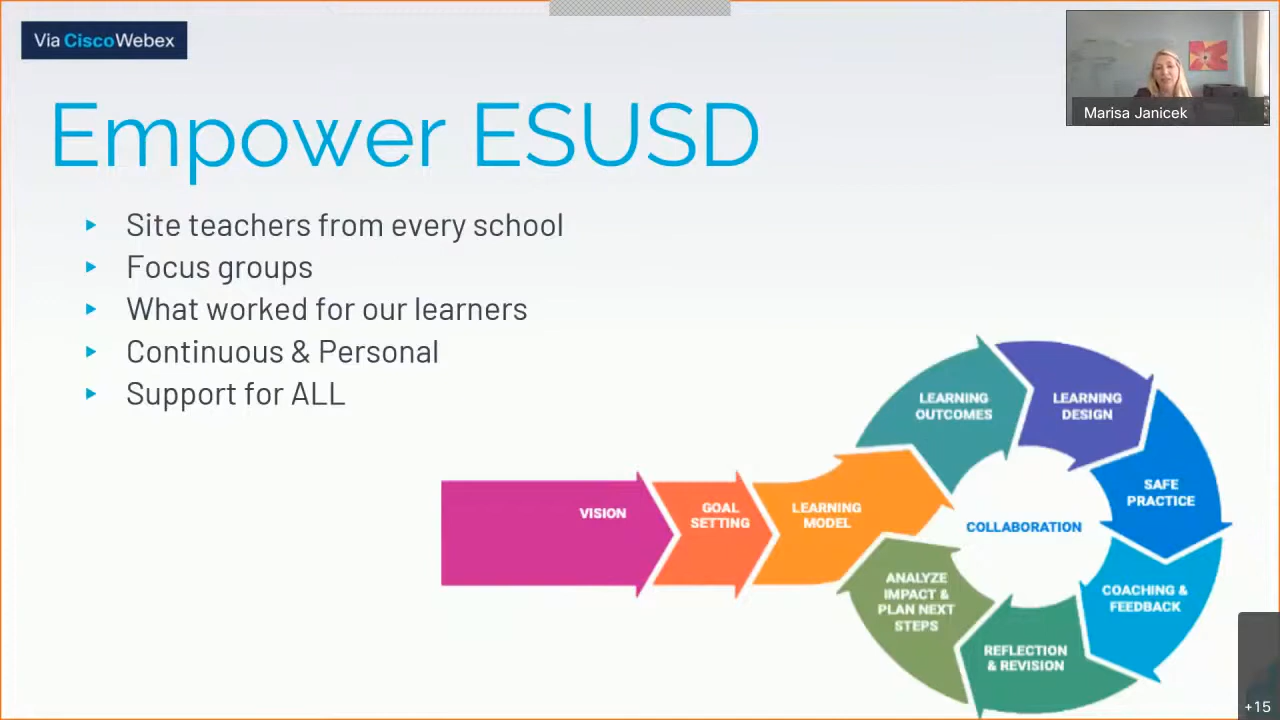 Via CiscoWebex
Marisa Janicek
Empower ESUSD
Site teachers from every school
Focus groups
What worked for our learners
Continuous & Personal
Support for ALL
VISION
GOAL
SETTING
LEARNING
MODEL
LEARNING
OUTCOMES
LEARNING
DESIGN
SAFE
PRACTICE
COACHING &
FEEDBACK
REFLECTION
& REVISION
ANALYZE
IMPACT &
PLAN NEXT
STEPS
COLLABORATION
+15